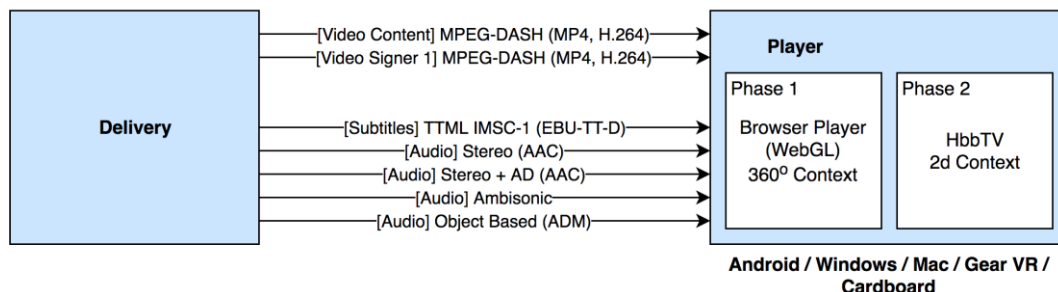 Delivery
[Video Content] MPEG-DASH (MP4, H.264)
[Video Signer 1] MPEG-DASH (MP4, H.264)
[Subtitles] TTML IMSC-1 (EBU-TT-D)
[Audio] Stereo (AAC)
[Audio] Stereo + AD (AAC)
[Audio] Ambisonic
[Audio] Object Based (ADM)
Player
Phase 1
Browser Player
(WebGL)
360º Context
Phase 2
HbbTV
2d Context
Android / Windows / Mac / Gear VR /
Cardboard